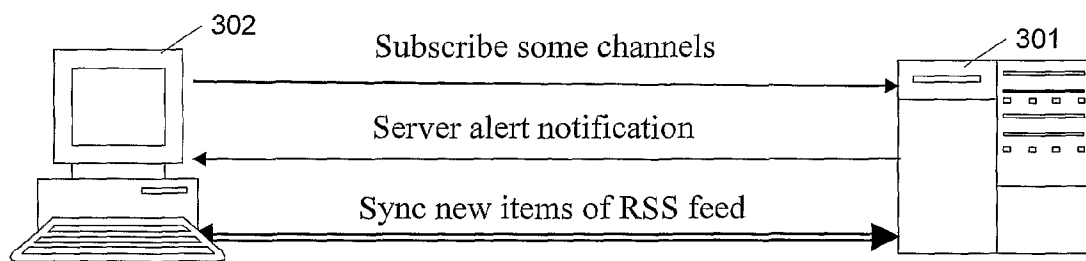 302
301
Subscribe some channels
Server alert notification
Sync new items of RSS feed